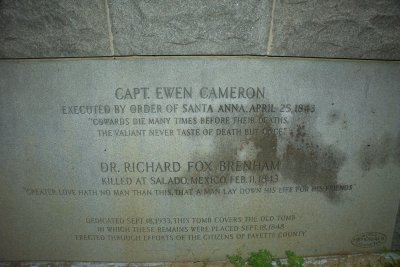 CAPT. EWEN CAMERON
EXECUTED BY ORDER OF SANTA ANNA, APRIL 25, 1843
"COWARDS DIE MANY TIMES BEFORE THEIR DEATHS,
THE VALIANT NEVER TASTE OF DEATH BUT ONCE"
DR. RICHARD FOX BRENHAM
KILLED AT SALADO, MEXICO, FEB. 11, 1843
"GREATER LOVE HATH NO MAN THAN THIS, THAT A MAN LAY DOWN HIS LIFE FOR HIS FRIENDS"
DEDICATED SEPT. 18, 1933, THIS TOMB COVERS THE OLD TOMB
IN WHICH THESE REMAINS WERE PLACED SEPT. 18, 1848
ERECTED THROUGH EFFORTS OF THE CITIZENS OF FAYETTE COUNTY